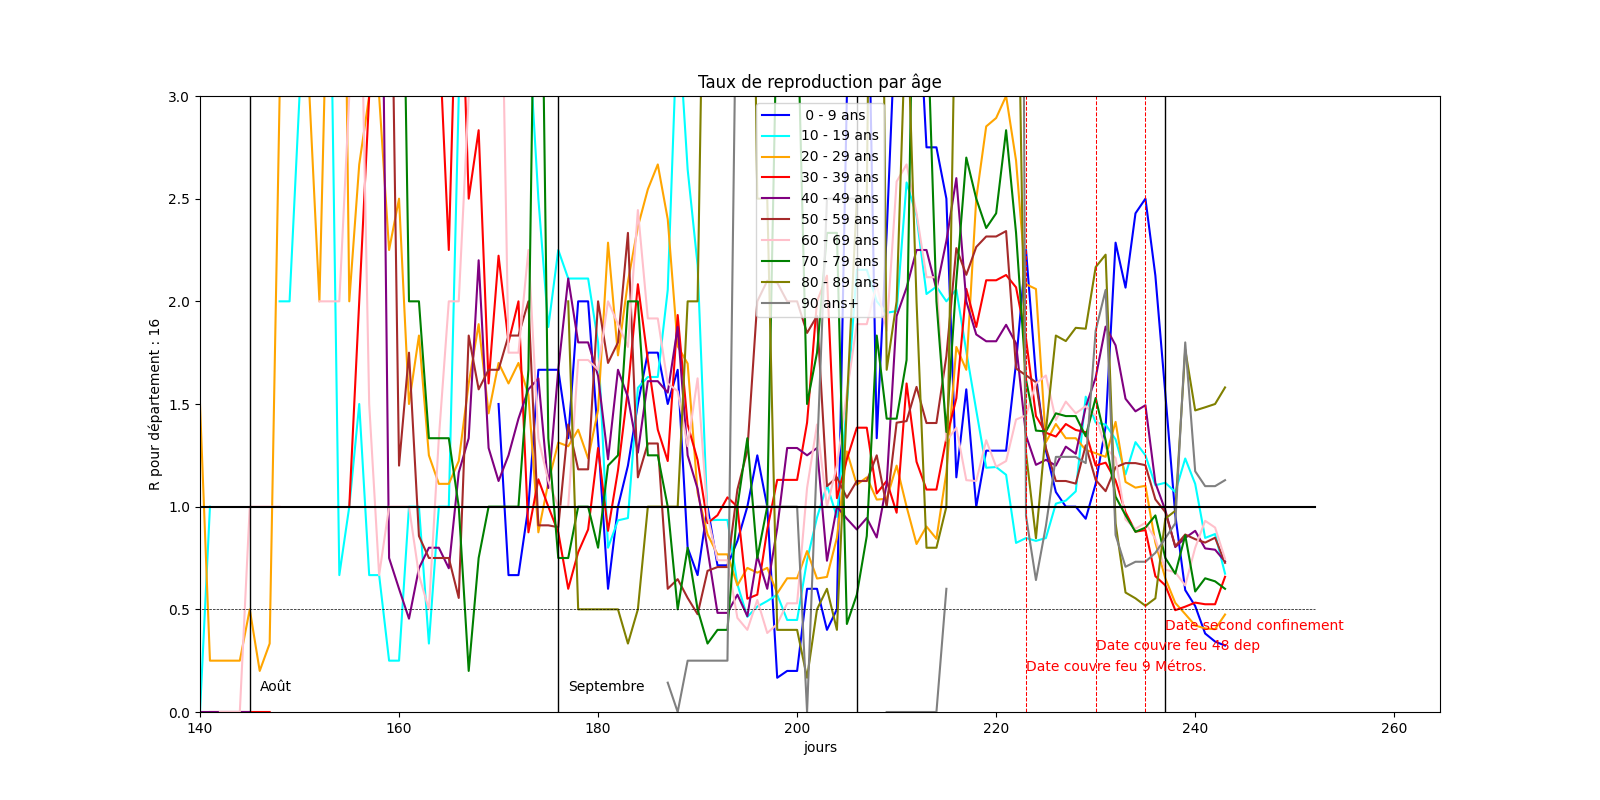 Taux de reproduction par âge
R pour département : 16
3.0
2.5
2.0
1.5
1.0
0.5
0.0
0 - 9 ans
10 - 19 ans
20 - 29 ans
30 - 39 ans
40 - 49 ans
50 - 59 ans
60 - 69 ans
70 - 79 ans
80 - 89 ans
90 ans+
Date second confinement
Date couvre feu 48 dep
Date couvre feu 9 Métros.
Août
Septembre
140
160
180
200
220
240
260
jours